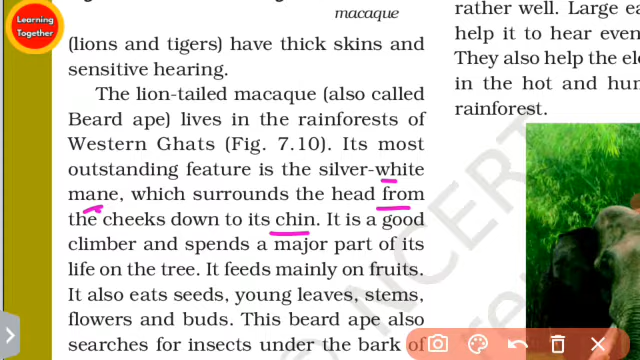 Learning
Together
macaque
(lions and tigers) have thick skins and
sensitive hearing.
The lion-tailed macaque (also called
Beard ape) lives in the rainforests of
Western Ghats (Fig. 7.10). Its most
outstanding feature is the silver-white
mane, which surrounds the head from
the cheeks down to its chin. It is a good
climber and spends a major part of its
life on the tree. It feeds mainly on fruits.
It also eats seeds, young leaves, stems,
flowers and buds. This beard ape also
searches for insects under the bark of
rather well. Large ea
help it to hear even
They also help the el
in the hot and hu
rainforest.
© NCERT